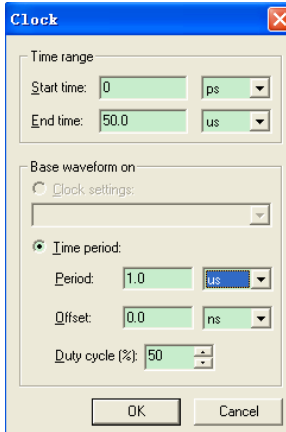 Clock
Time range
Start time: 0 ps
End time: 50.0 us
Base waveform on
Clock settings:
Time period:
Period: 1.0 us
Offset: 0.0 ns
Duty cycle (%): 50
OK Cancel